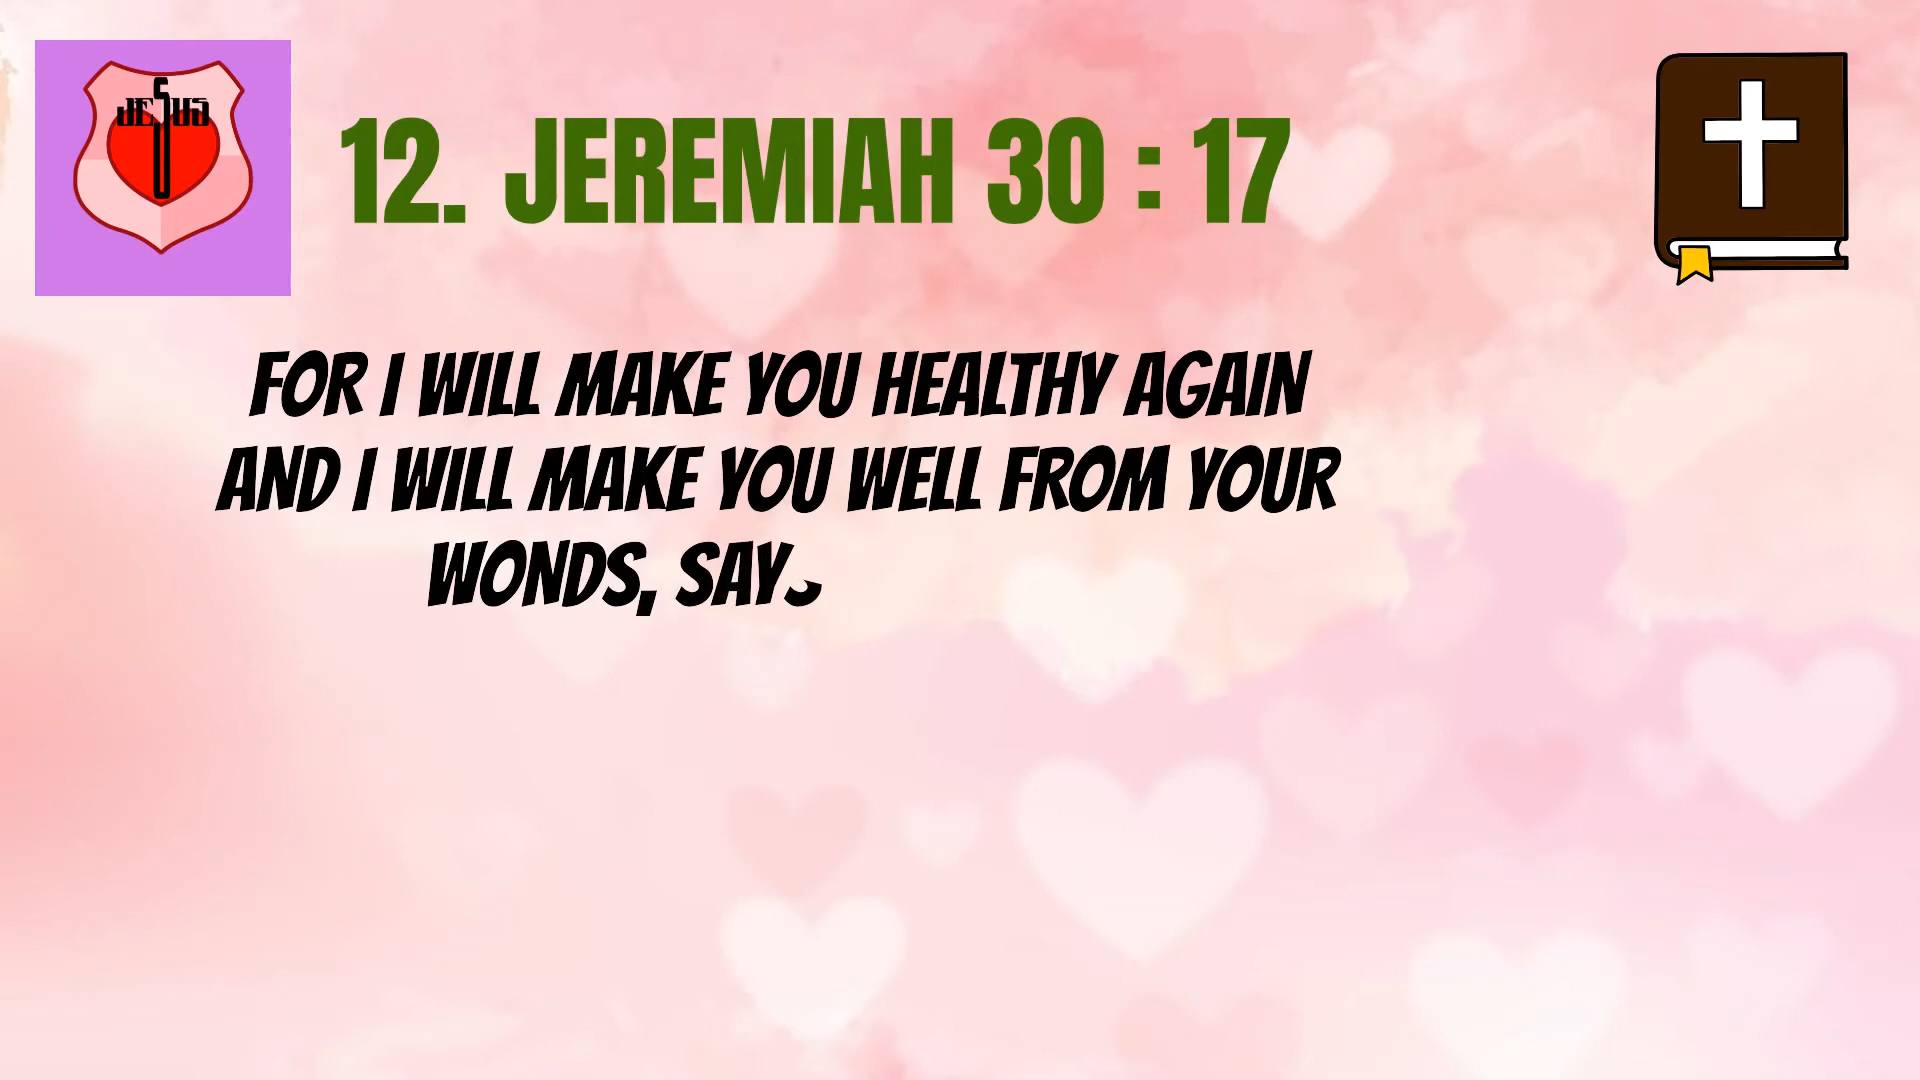 JESUS
12. JEREMIAH 30 : 17
FOR I WILL MAKE YOU HEALTHY AGAIN
AND I WILL MAKE YOU WELL FROM YOUR
WONDS, SAYS